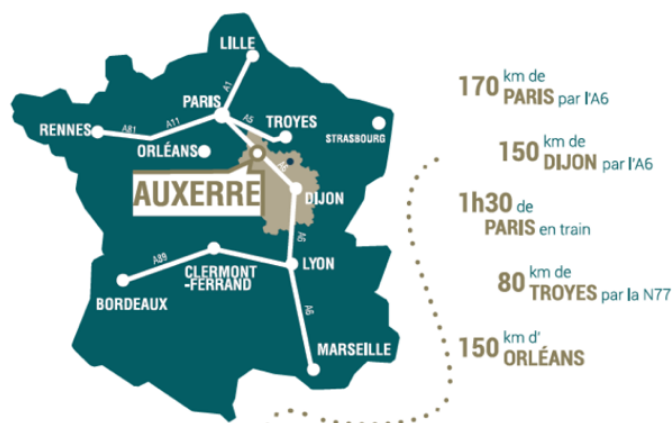 LILLE
A1
PARIS
A5
TROYES
RENNES
A81
A11
STRASBOURG
ORLÉANS
A6
AUXERRE
DIJON
A6
LYON
A89
CLERMONT
-FERRAND
BORDEAUX
A6
MARSEILLE
170 km de
PARIS par l'A6
150 km de
DIJON par l'A6
1h30 de
PARIS en train
80 km de
TROYES par la N77
150 km d'
ORLÉANS